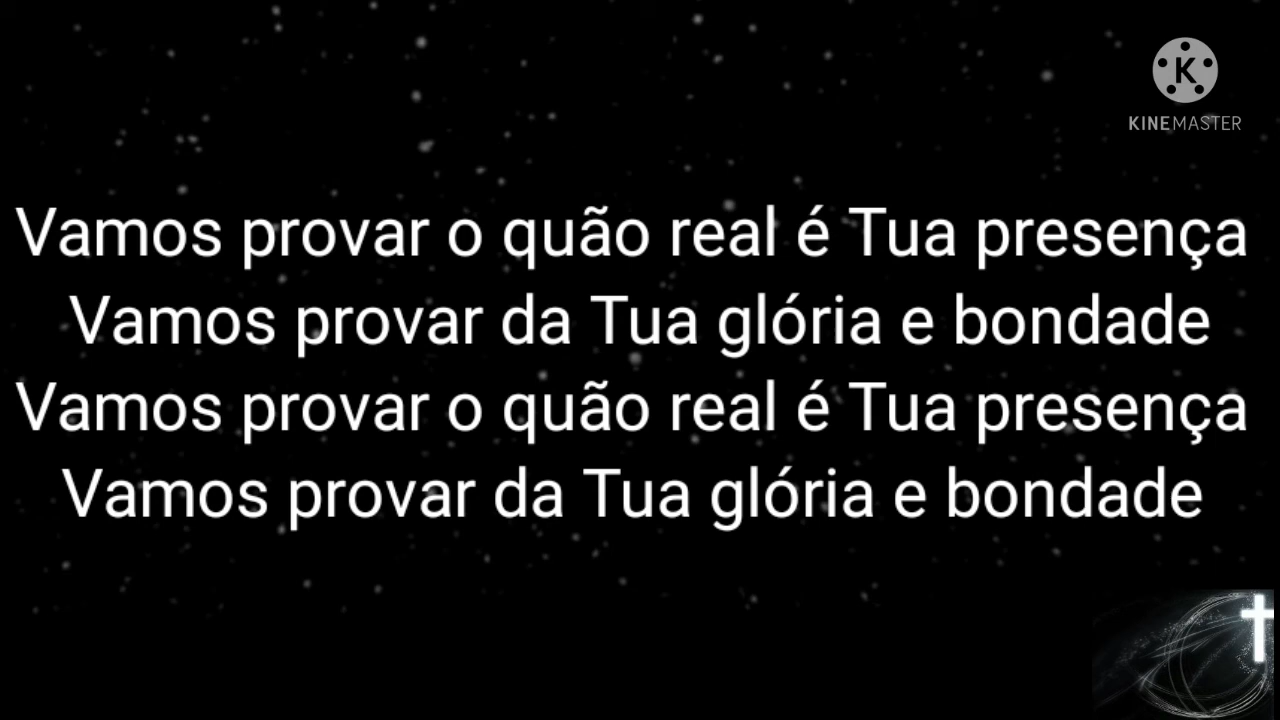 K
KINEMASTER
Vamos provar o quão real é Tua presença
Vamos provar da Tua glória e bondade
Vamos provar o quão real é Tua presença
Vamos provar da Tua glória e bondade